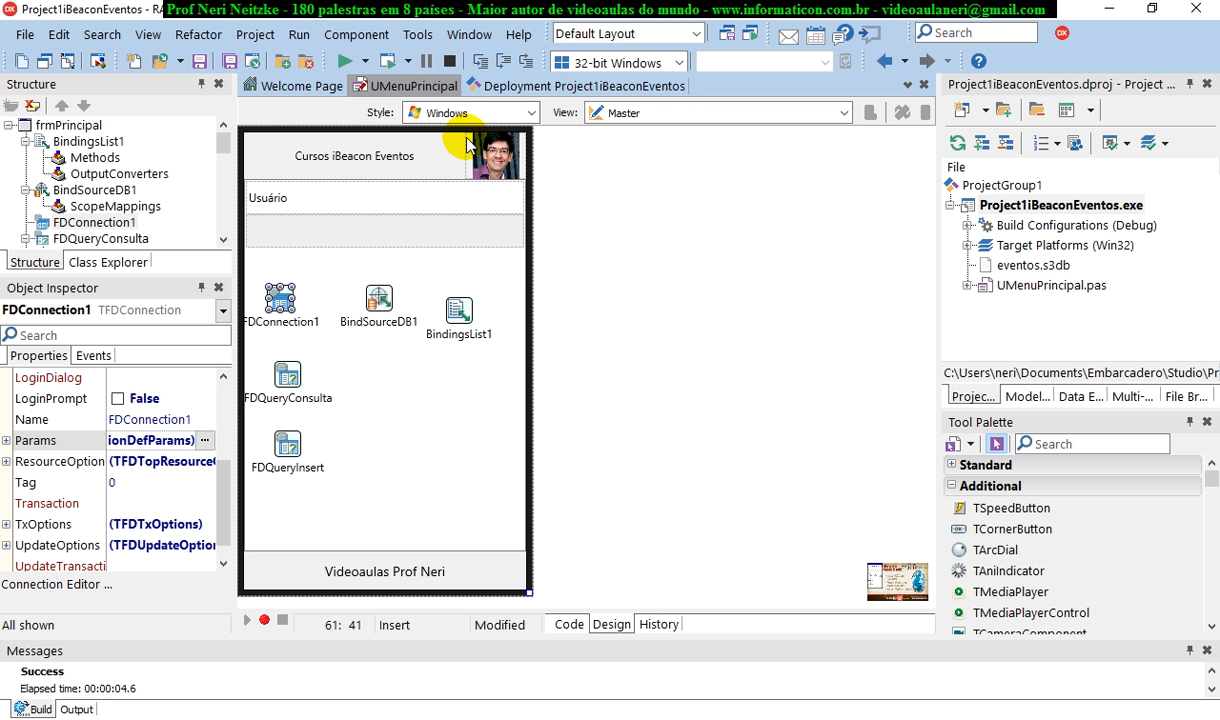 Project1iBeaconEventos - RA
Prof Neri Neitzke - 180 palestras em 8 países - Maior autor de videoaulas do mundo - www.informaticon.com.br - videoaulaneri@gmail.com
File Edit Search View Refactor Project Run Component Tools Window Help
Default Layout
Search
DX
32-bit Windows
Structure
Welcome Page UMenuPrincipal Deployment Project1iBeaconEventos
Project1iBeaconEventos.dproj - Project ...
Style: Windows View: Master
frmPrincipal
BindingsList1
Methods
OutputConverters
BindSourceDB1
ScopeMappings
FDConnection1
FDQueryConsulta
Structure Class Explorer
Object Inspector
FDConnection1 TFDConnection
Search
Properties Events
LoginDialog
LoginPrompt False
Name FDConnection1
Params ionDefParams) ...
ResourceOption (TFDTopResource
Tag 0
Transaction
TxOptions (TFDTxOptions)
UpdateOptions (TFDUpdateOption
UpdateTransacti
Connection Editor ...
All shown
Cursos iBeacon Eventos
Usuário
FDConnection1
BindSourceDB1
BindingsList1
FDQueryConsulta
FDQueryInsert
Videoaulas Prof Neri
61: 41 Insert Modified Code Design History
File
ProjectGroup1
Project1iBeaconEventos.exe
Build Configurations (Debug)
Target Platforms (Win32)
eventos.s3db
UMenuPrincipal.pas
C:\Users\neri\Documents\Embarcadero\Studio\Pr
Projec... Model... Data E... Multi-... File Br...
Tool Palette
Search
Standard
Additional
TSpeedButton
TCornerButton
TArcDial
TAniIndicator
TMediaPlayer
TMediaPlayerControl
TCameraComponent
Messages
Success
Elapsed time: 00:00:04.6
Build Output